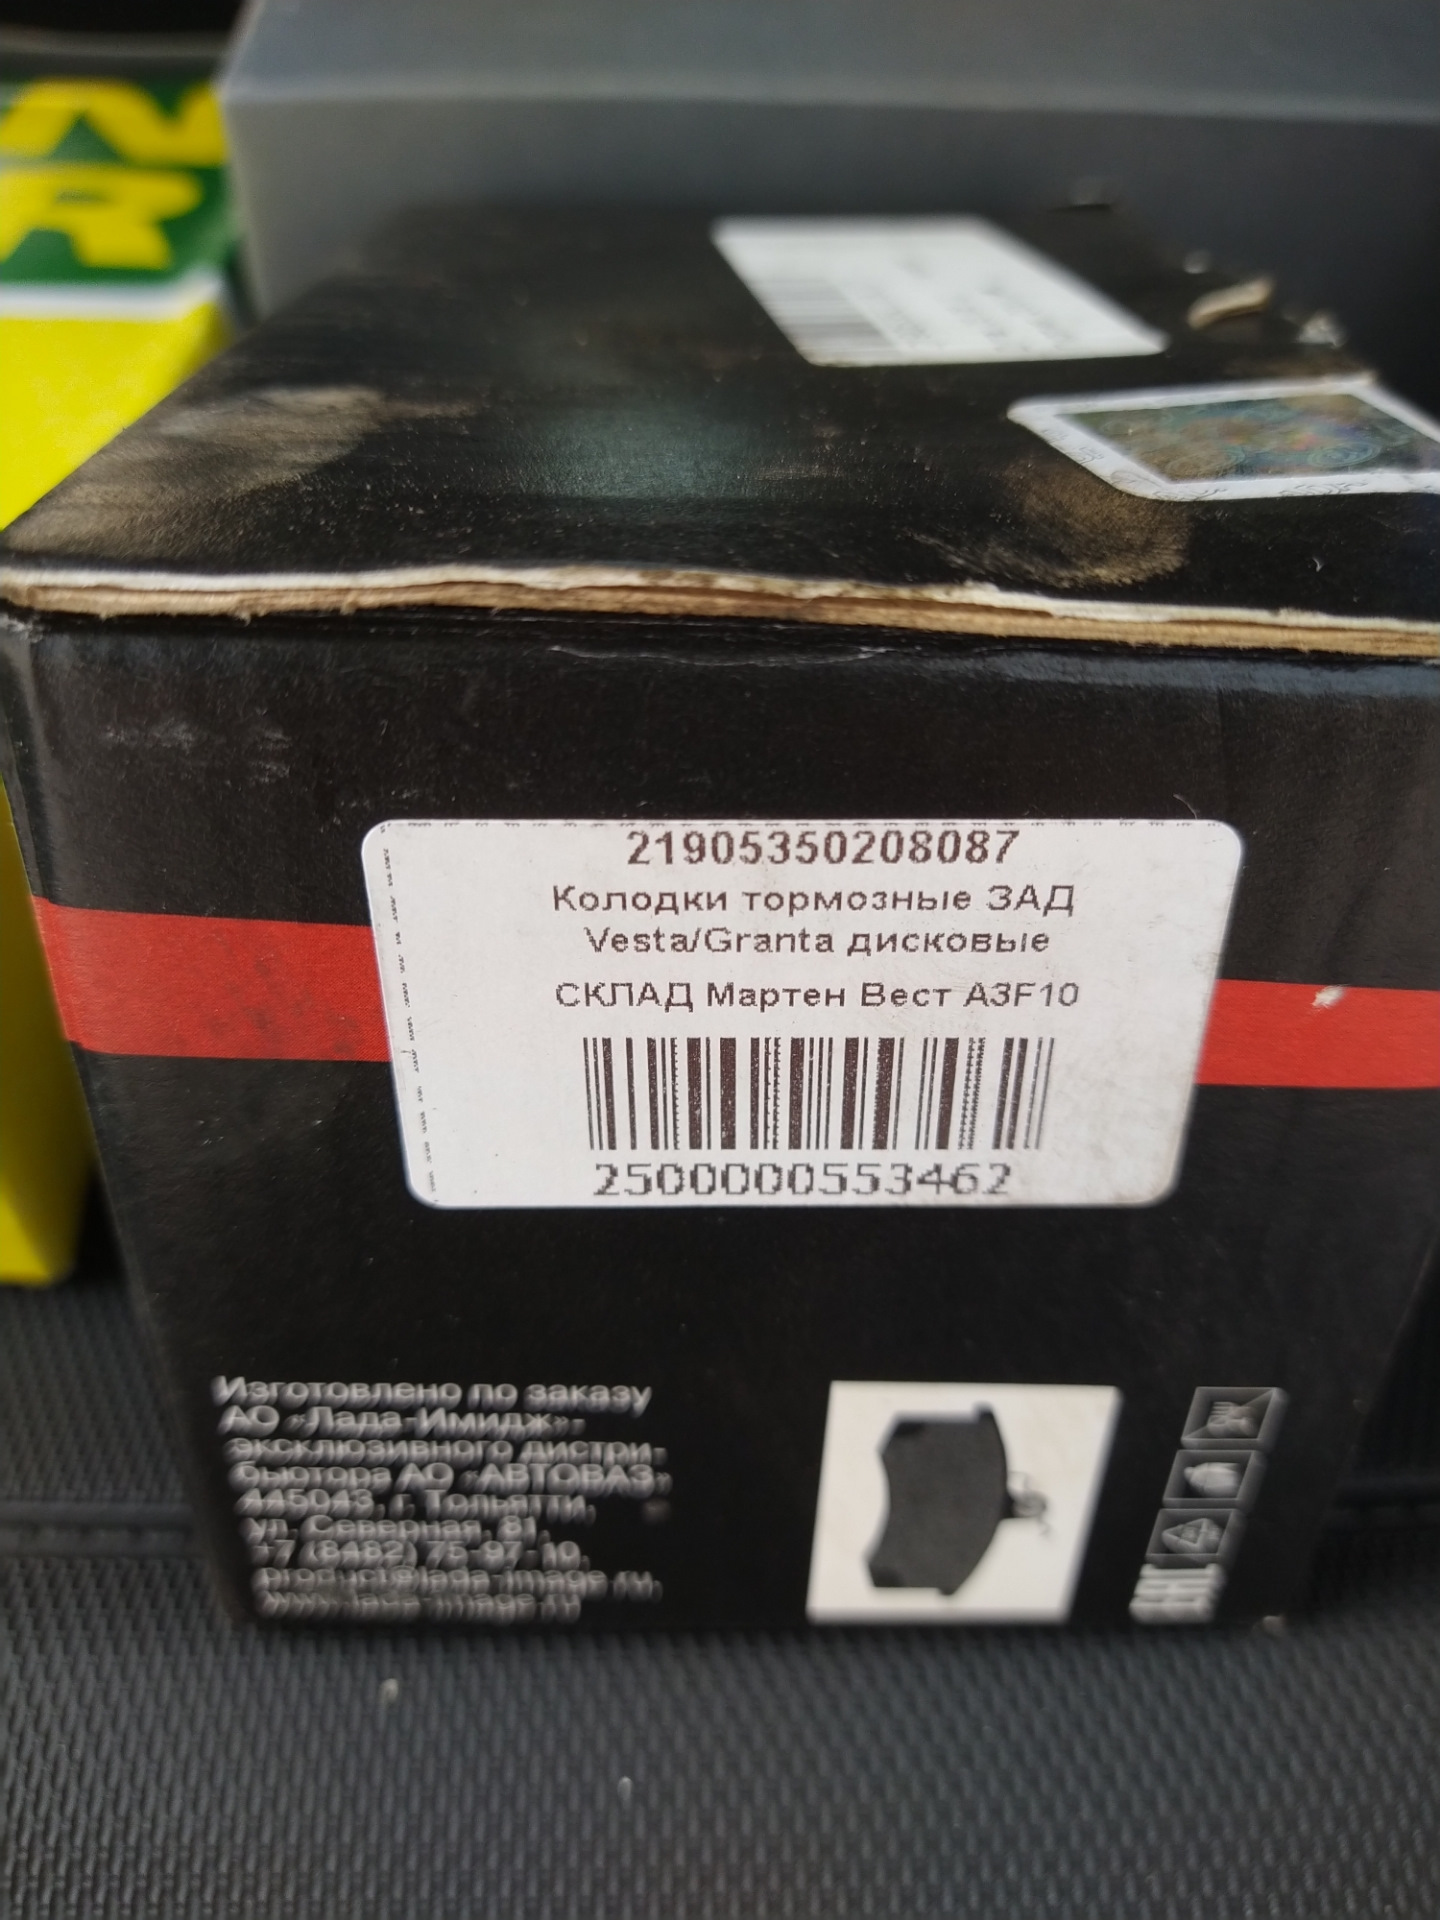 N
R
21905350208087
Колодки тормозные ЗАД
Vesta/Granta дисковые
СКЛАД Мартен Вест A3F10
2500000553462
Изготовлено по заказу
АО «Лада-Имидж»-
эксклюзивного дистри-
бьютора АО «АВТОВАЗ»
445043, г. Тольятти,
ул. Северная, 81,
+7 (8482) 75-97-10,
product@lada-image.ru,
www.lada-image.ru
EAC